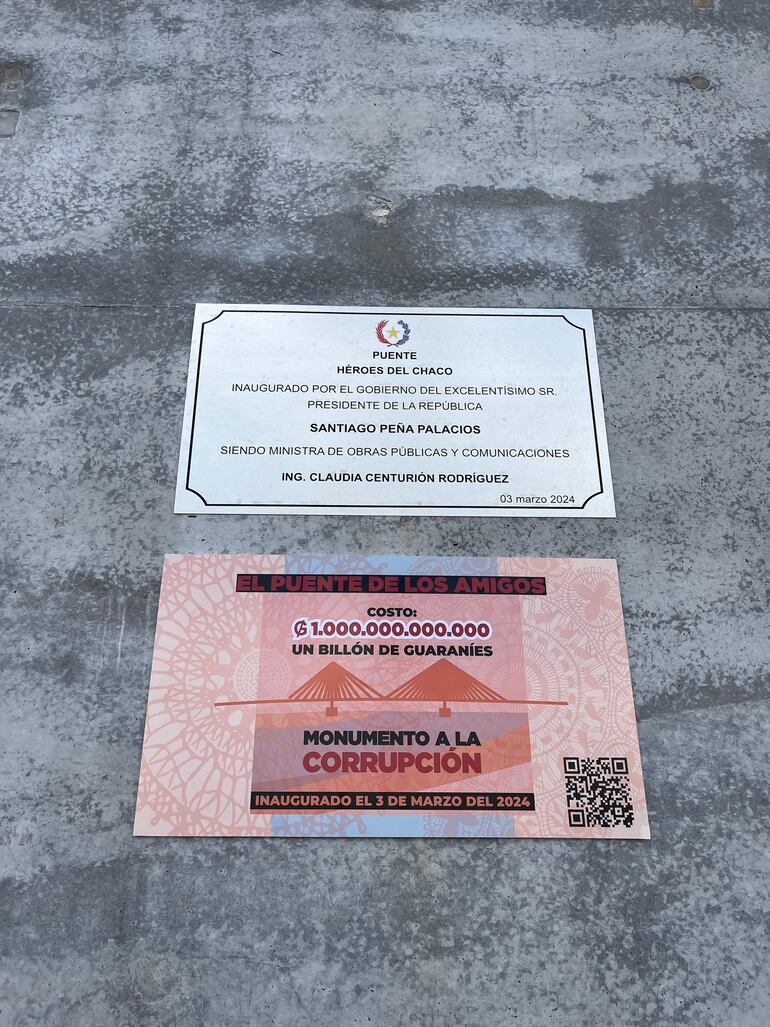 PUENTE
HÉROES DEL CHACO
INAUGURADO POR EL GOBIERNO DEL EXCELENTÍSIMO SR.
PRESIDENTE DE LA REPÚBLICA
SANTIAGO PEÑA PALACIOS
SIENDO MINISTRA DE OBRAS PÚBLICAS Y COMUNICACIONES
ING. CLAUDIA CENTURIÓN RODRÍGUEZ
03 marzo 2024
EL PUENTE DE LOS AMIGOS
COSTO:
₲ 1.000.000.000.000
UN BILLÓN DE GUARANÍES
MONUMENTO A LA
CORRUPCIÓN
INAUGURADO EL 3 DE MARZO DEL 2024